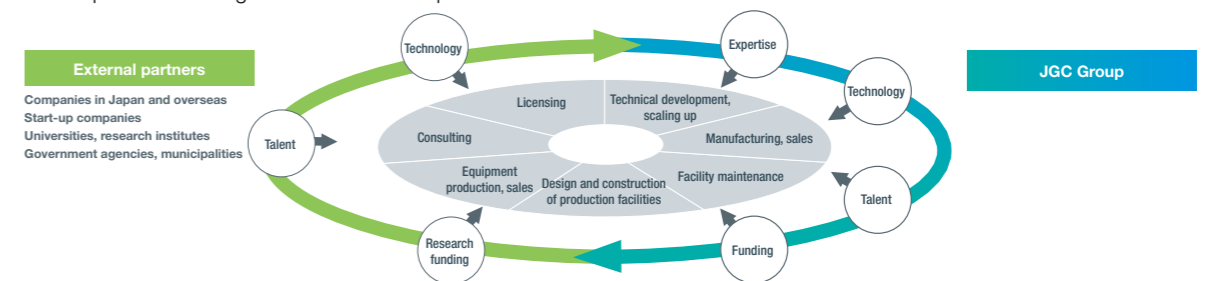 External partners
Companies in Japan and overseas
Start-up companies
Universities, research institutes
Government agencies, municipalities
Talent
Technology
Research
funding
Licensing
Technical development,
scaling up
Consulting
Manufacturing, sales
Equipment
production, sales
Design and construction
of production facilities
Facility maintenance
Expertise
Technology
Talent
Funding
JGC Group